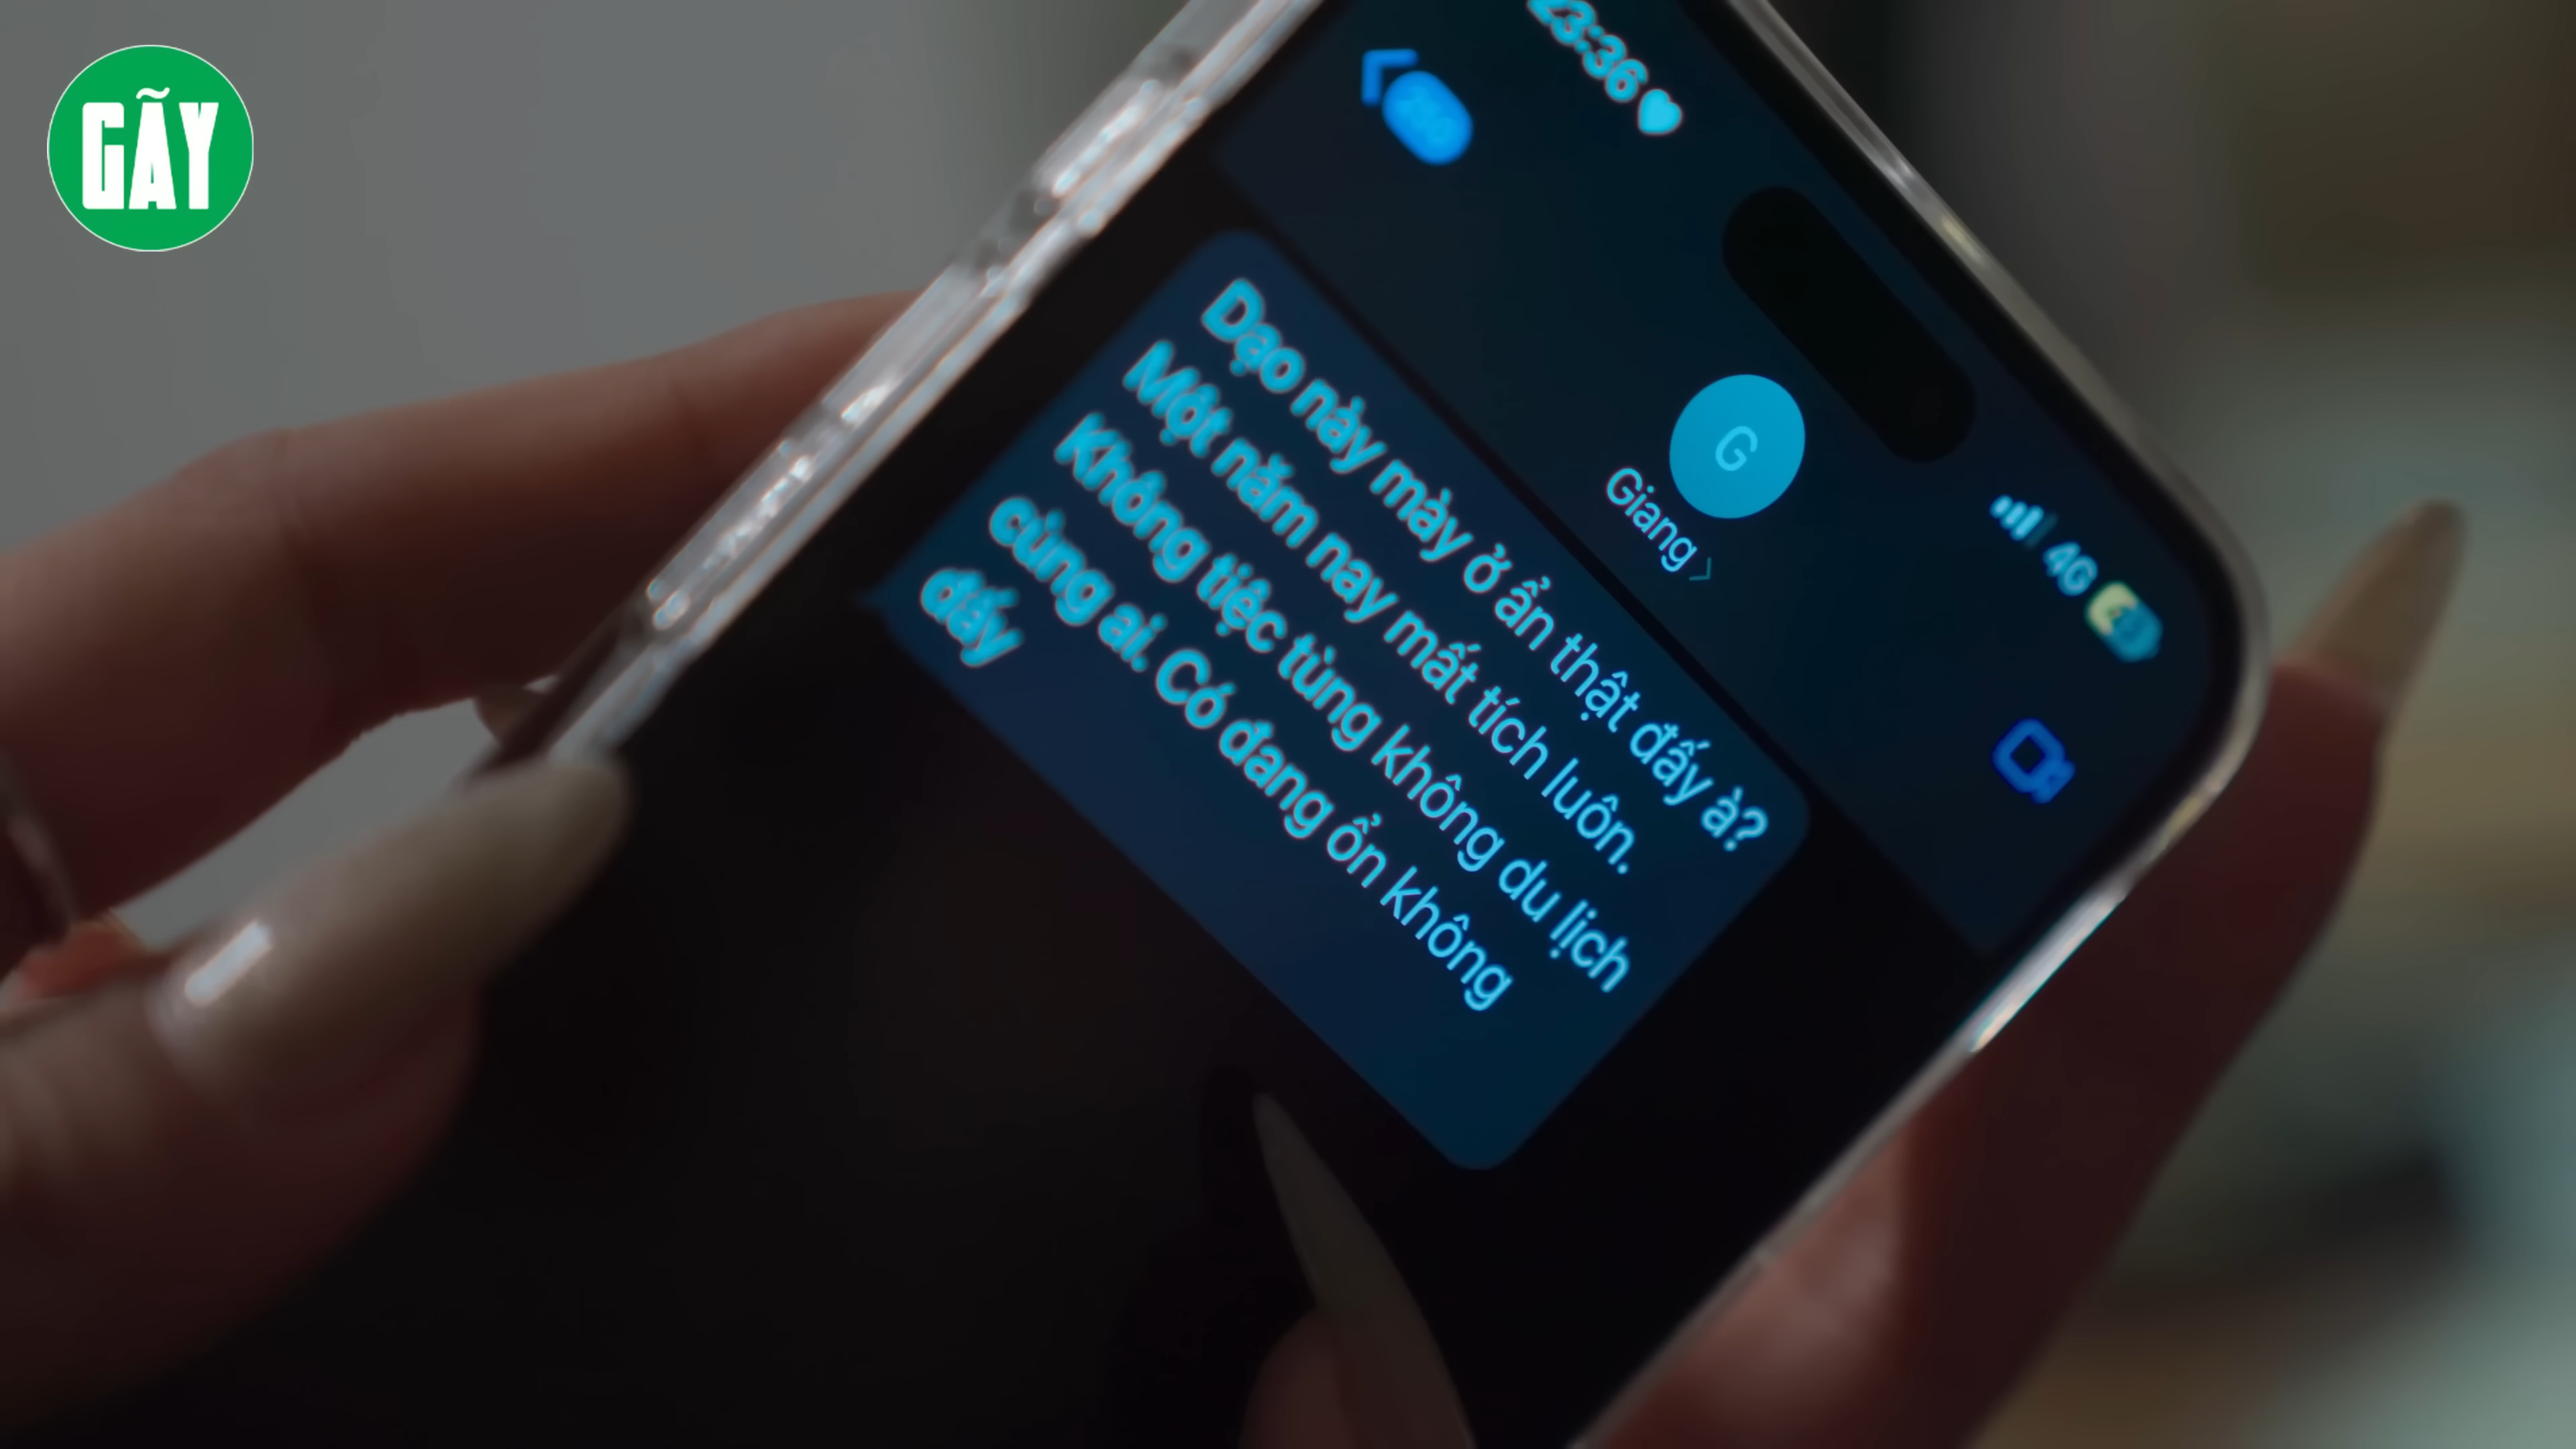 GÃY
23:36
4G
G
Giang
Dạo này mày ở ẩn thật đấy à?
Một năm nay mất tích luôn.
Không tiệc tùng không du lịch
cùng ai. Có đang ổn không
đấy